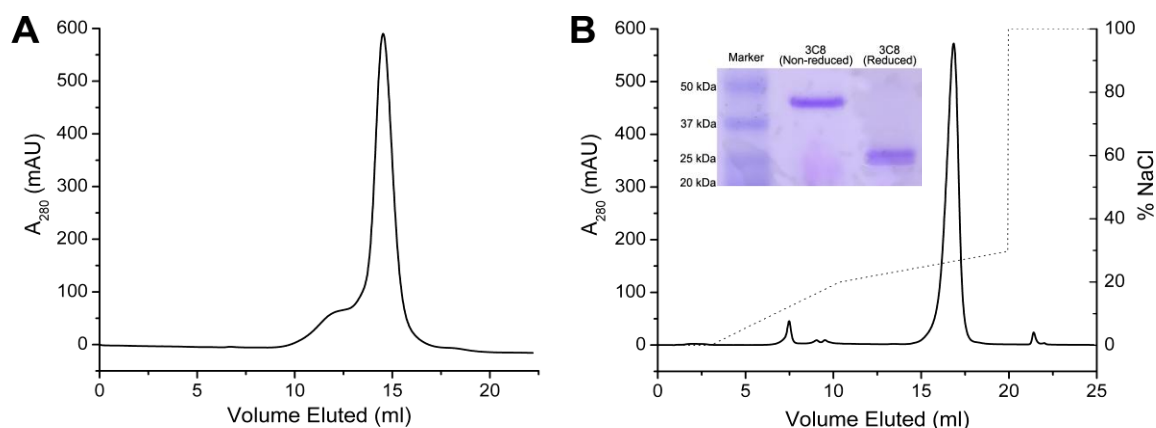 A
A280 (mAU)
600
500
400
300
200
100
0
0
5
10
15
20
Volume Eluted (ml)
B
A280 (mAU)
600
500
400
300
200
100
0
Marker
3C8
(Non-reduced)
3C8
(Reduced)
50 kDa
37 kDa
25 kDa
20 kDa
100
80
60
40
20
0
% NaCl
0
5
10
15
20
25
Volume Eluted (ml)